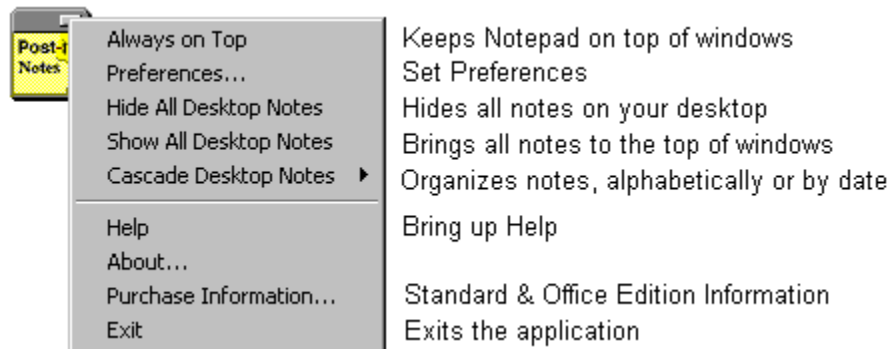 Post-i
Notes
Always on Top Keeps Notepad on top of windows
Preferences... Set Preferences
Hide All Desktop Notes Hides all notes on your desktop
Show All Desktop Notes Brings all notes to the top of windows
Cascade Desktop Notes Organizes notes, alphabetically or by date
Help Bring up Help
About...
Purchase Information... Standard & Office Edition Information
Exit Exits the application